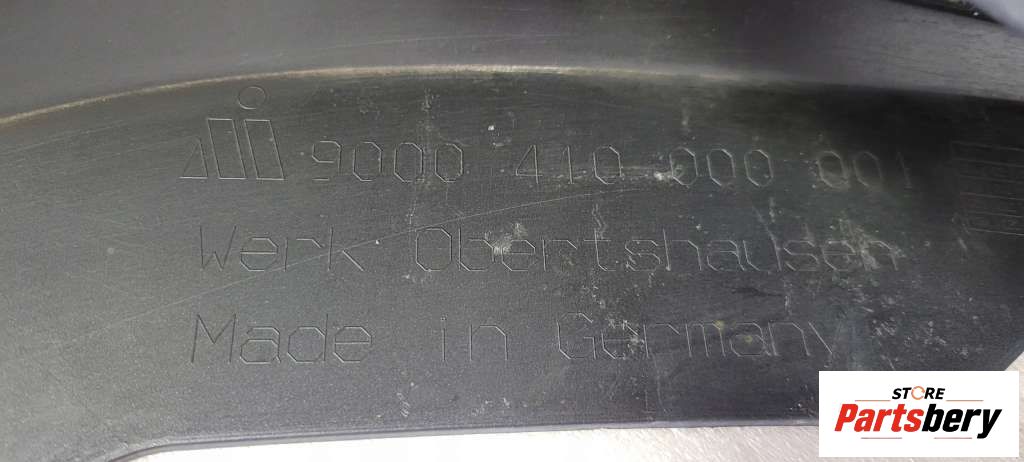 9000 410 000 001
Werk Obertshausen
Made in Germany
STORE
Partsbery